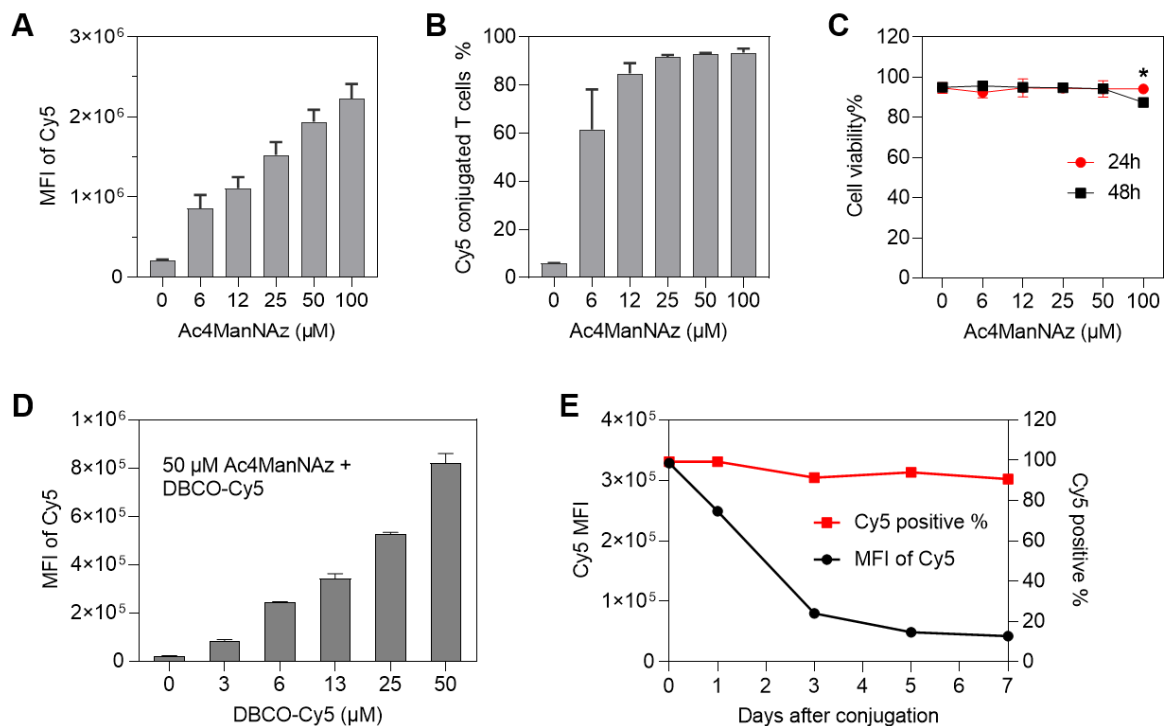 A
MFI of Cy5
3×10⁶
2×10⁶
1×10⁶
0
0 6 12 25 50 100
Ac4ManNAz (µM)
B
Cy5 conjugated T cells %
100
80
60
40
20
0
0 6 12 25 50 100
Ac4ManNAz (µM)
C
Cell viability%
120
100
80
60
40
20
0
*
24h
48h
0 6 12 25 50 100
Ac4ManNAz (µM)
D
MFI of Cy5
1×10⁶
8×10⁵
6×10⁵
4×10⁵
2×10⁵
0
50 µM Ac4ManNAz +
DBCO-Cy5
0 3 6 13 25 50
DBCO-Cy5 (µM)
E
Cy5 MFI
4×10⁵
3×10⁵
2×10⁵
1×10⁵
0
Cy5 positive %
MFI of Cy5
120
100
80
60
40
20
0
Cy5 positive
%
0 1 2 3 4 5 6 7
Days after conjugation